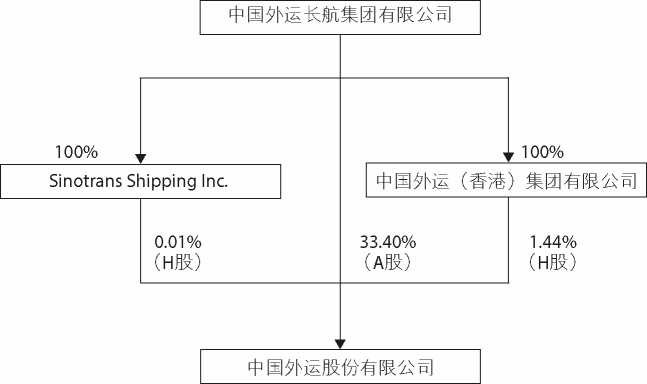 中国外运长航集团有限公司
100%
100%
Sinotrans Shipping Inc.
中国外运（香港）集团有限公司
0.01%
（H股）
33.40%
（A股）
1.44%
（H股）
中国外运股份有限公司